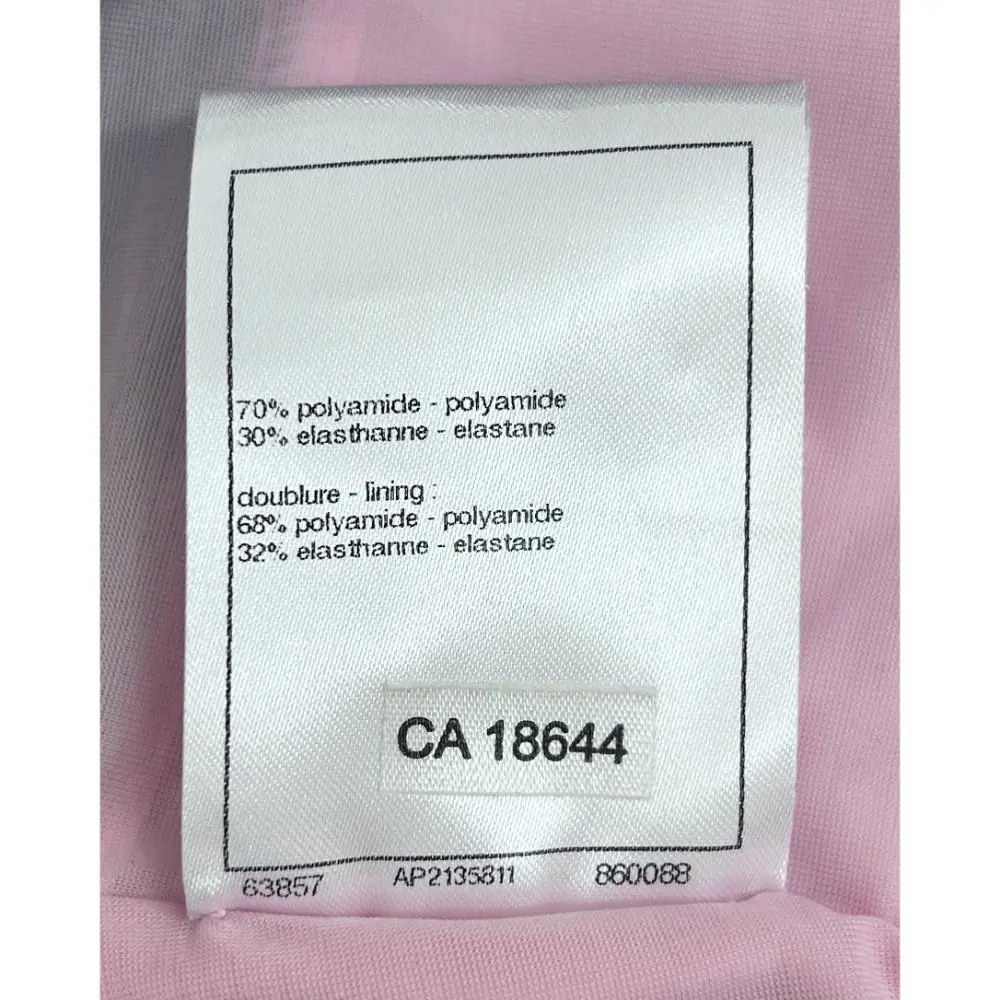 70% polyamide - polyamide
30% elasthanne - elastane
doublure - lining :
68% polyamide - polyamide
32% elasthanne - elastane
CA 18644
63857 AP2135811 860088